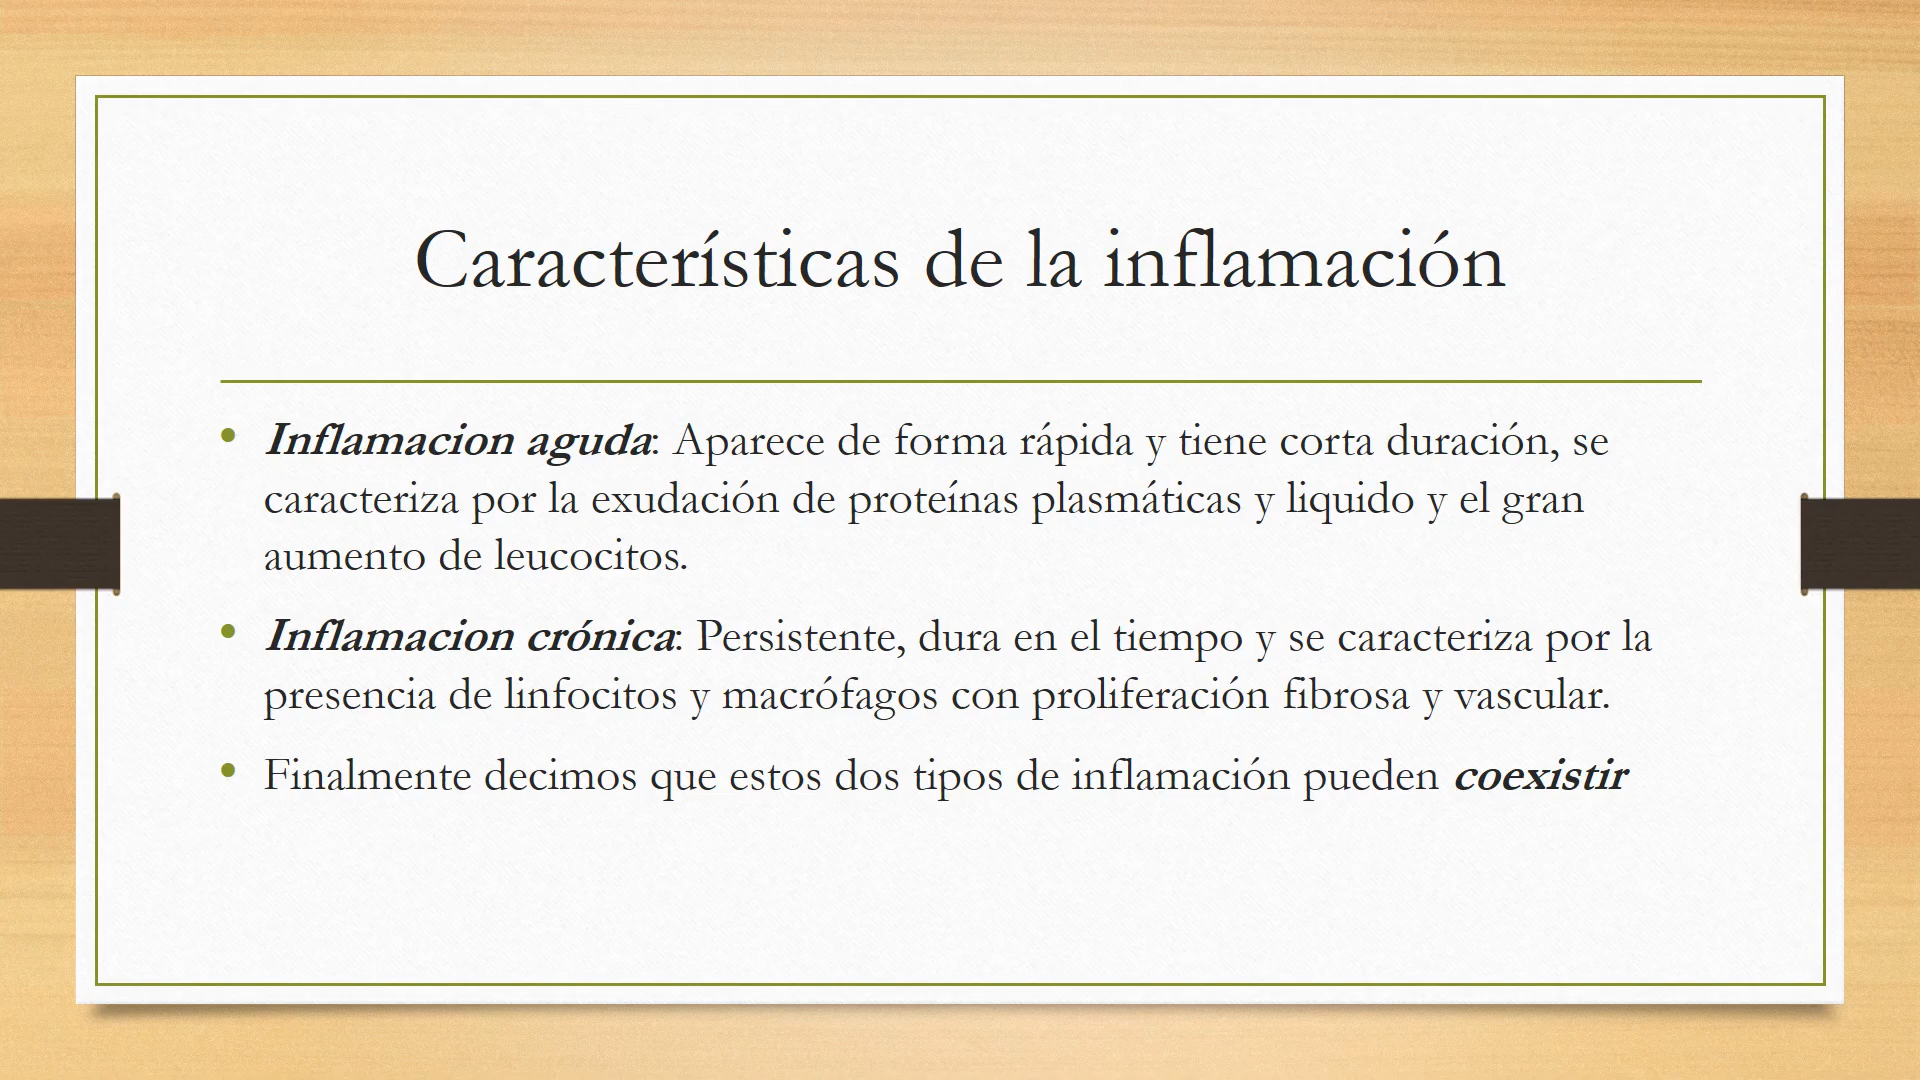 Características de la inflamación
• Inflamacion aguda: Aparece de forma rápida y tiene corta duración, se
caracteriza por la exudación de proteínas plasmáticas y liquido y el gran
aumento de leucocitos.
• Inflamacion crónica: Persistente, dura en el tiempo y se caracteriza por la
presencia de linfocitos y macrófagos con proliferación fibrosa y vascular.
• Finalmente decimos que estos dos tipos de inflamación pueden coexistir